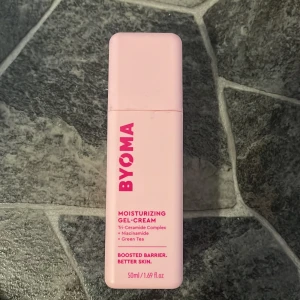 BYOMA
MOISTURIZING
GEL-CREAM
Tri-Ceramide Complex
+ Niacinamide
+ Green Tea
BOOSTED BARRIER.
BETTER SKIN.
50ml / 1.69 fl.oz